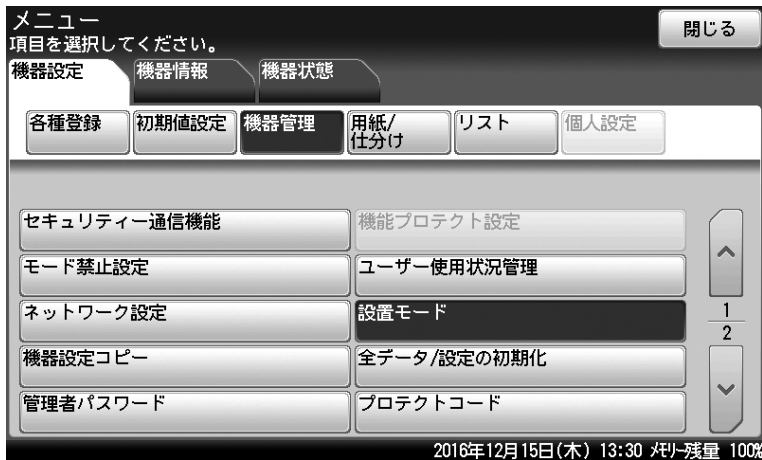 メニュー
項目を選択してください。
閉じる
機器設定
機器情報
機器状態
各種登録
初期値設定
機器管理
用紙/
仕分け
リスト
個人設定
セキュリティー通信機能
機能プロテクト設定
モード禁止設定
ユーザー使用状況管理
ネットワーク設定
設置モード
1
2
機器設定コピー
全データ/設定の初期化
管理者パスワード
プロテクトコード
2016年12月15日(木) 13:30 ﾒﾓﾘｰ残量 100%